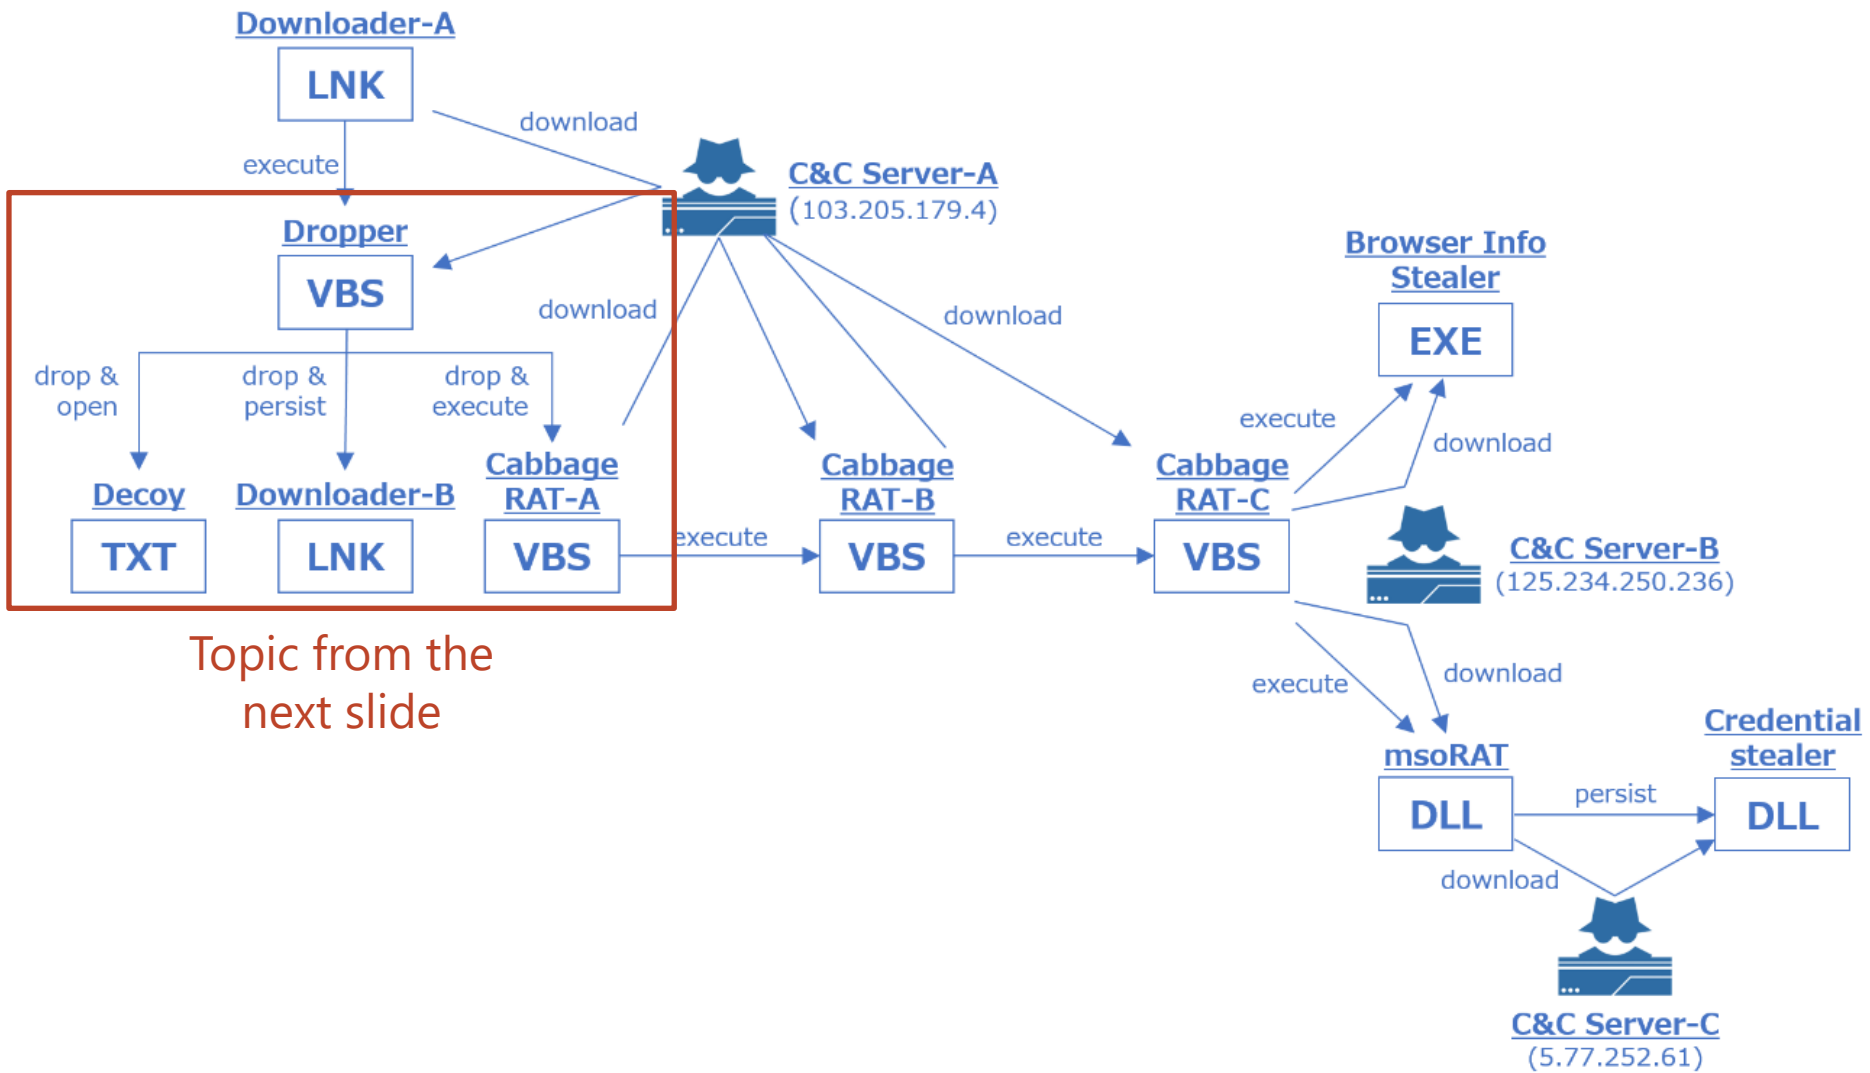 Downloader-A
LNK
download
execute
C&C Server-A
(103.205.179.4)
Dropper
VBS
Browser Info
Stealer
EXE
download
download
drop &
open
drop &
persist
drop &
execute
execute
download
Decoy
TXT
Downloader-B
LNK
Cabbage
RAT-A
VBS
execute
Cabbage
RAT-B
VBS
execute
Cabbage
RAT-C
VBS
C&C Server-B
(125.234.250.236)
Topic from the
next slide
execute
download
msoRAT
DLL
persist
Credential
stealer
DLL
download
C&C Server-C
(5.77.252.61)